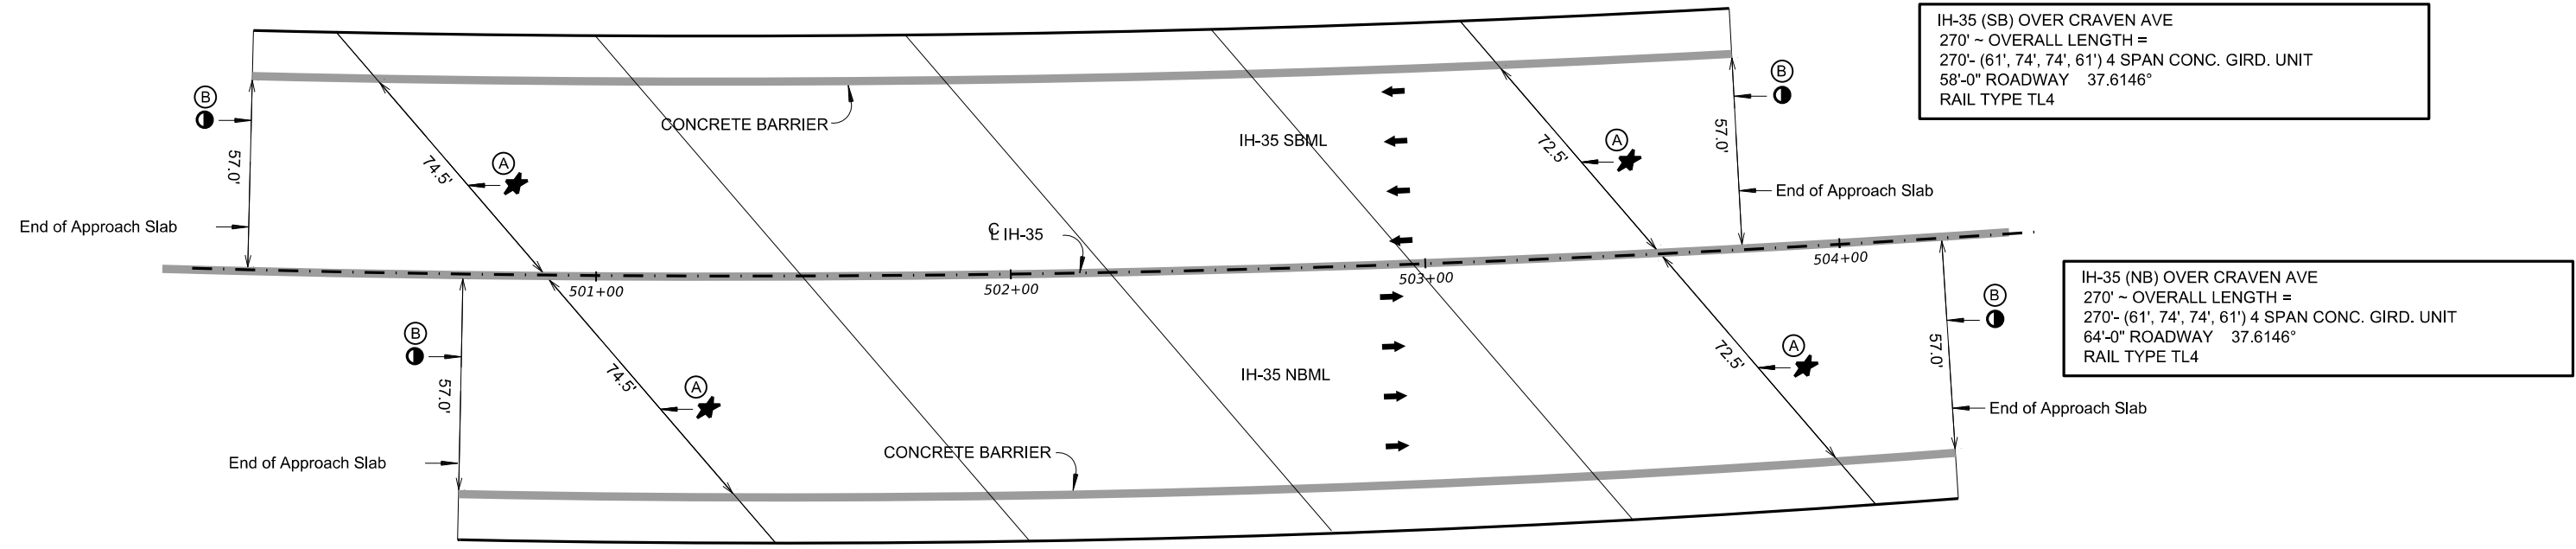 IH-35 (SB) OVER CRAVEN AVE
270' ~ OVERALL LENGTH =
270'- (61', 74', 74', 61') 4 SPAN CONC. GIRD. UNIT
58'-0" ROADWAY 37.6146°
RAIL TYPE TL4
B
B
57.0'
CONCRETE BARRIER
IH-35 SBML
A
72.5'
57.0'
A
74.5'
End of Approach Slab
End of Approach Slab
CL IH-35
501+00
502+00
503+00
504+00
IH-35 (NB) OVER CRAVEN AVE
270' ~ OVERALL LENGTH =
270'- (61', 74', 74', 61') 4 SPAN CONC. GIRD. UNIT
64'-0" ROADWAY 37.6146°
RAIL TYPE TL4
B
B
57.0'
74.5'
A
IH-35 NBML
72.5'
A
57.0'
End of Approach Slab
CONCRETE BARRIER
End of Approach Slab